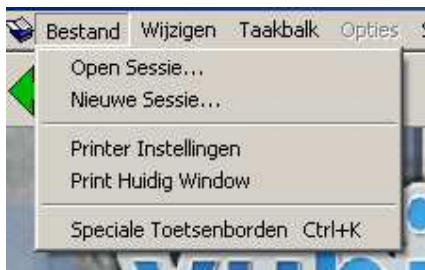 Bestand Wijzigen Taakbalk Opties
Open Sessie...
Nieuwe Sessie...
Printer Instellingen
Print Huidig Window
Speciale Toetsenborden Ctrl+K